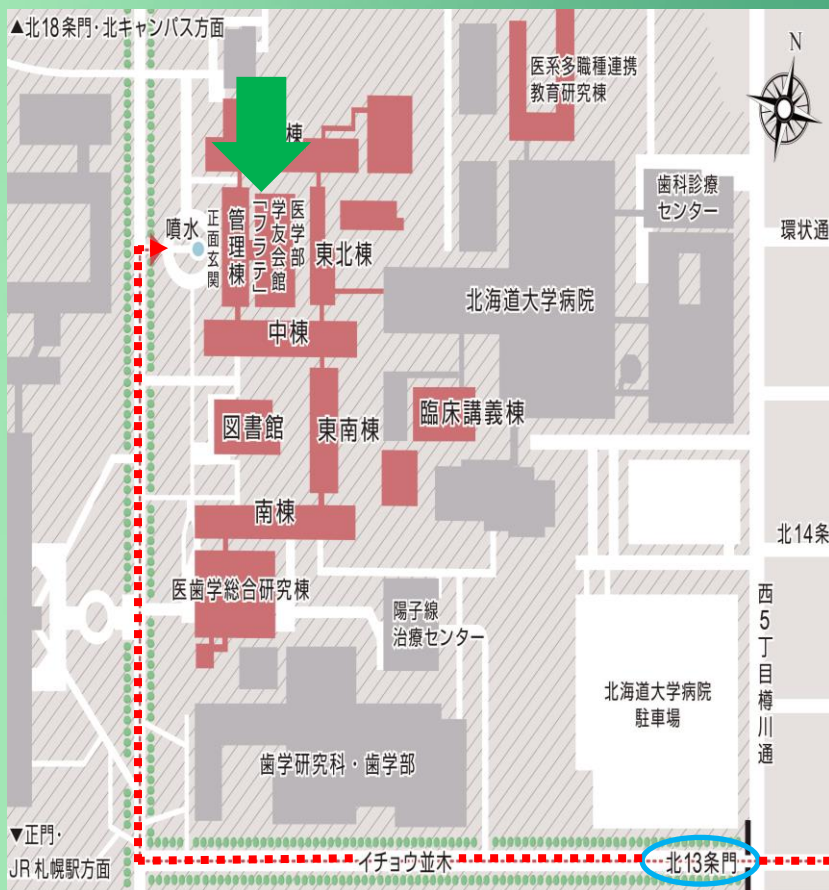 ▲北18条門・北キャンパス方面
N
医系多職種連携
教育研究棟
棟
歯科診療
センター
環状通
噴水
正面玄関
管理棟
医学部
学友会館
「フラテ」
東北棟
北海道大学病院
中棟
図書館
東南棟
臨床講義棟
南棟
北14条
医歯学総合研究棟
陽子線
治療センター
西5丁目樽川通
北海道大学病院
駐車場
歯学研究科・歯学部
▼正門・
JR札幌駅方面
イチョウ並木
北13条門